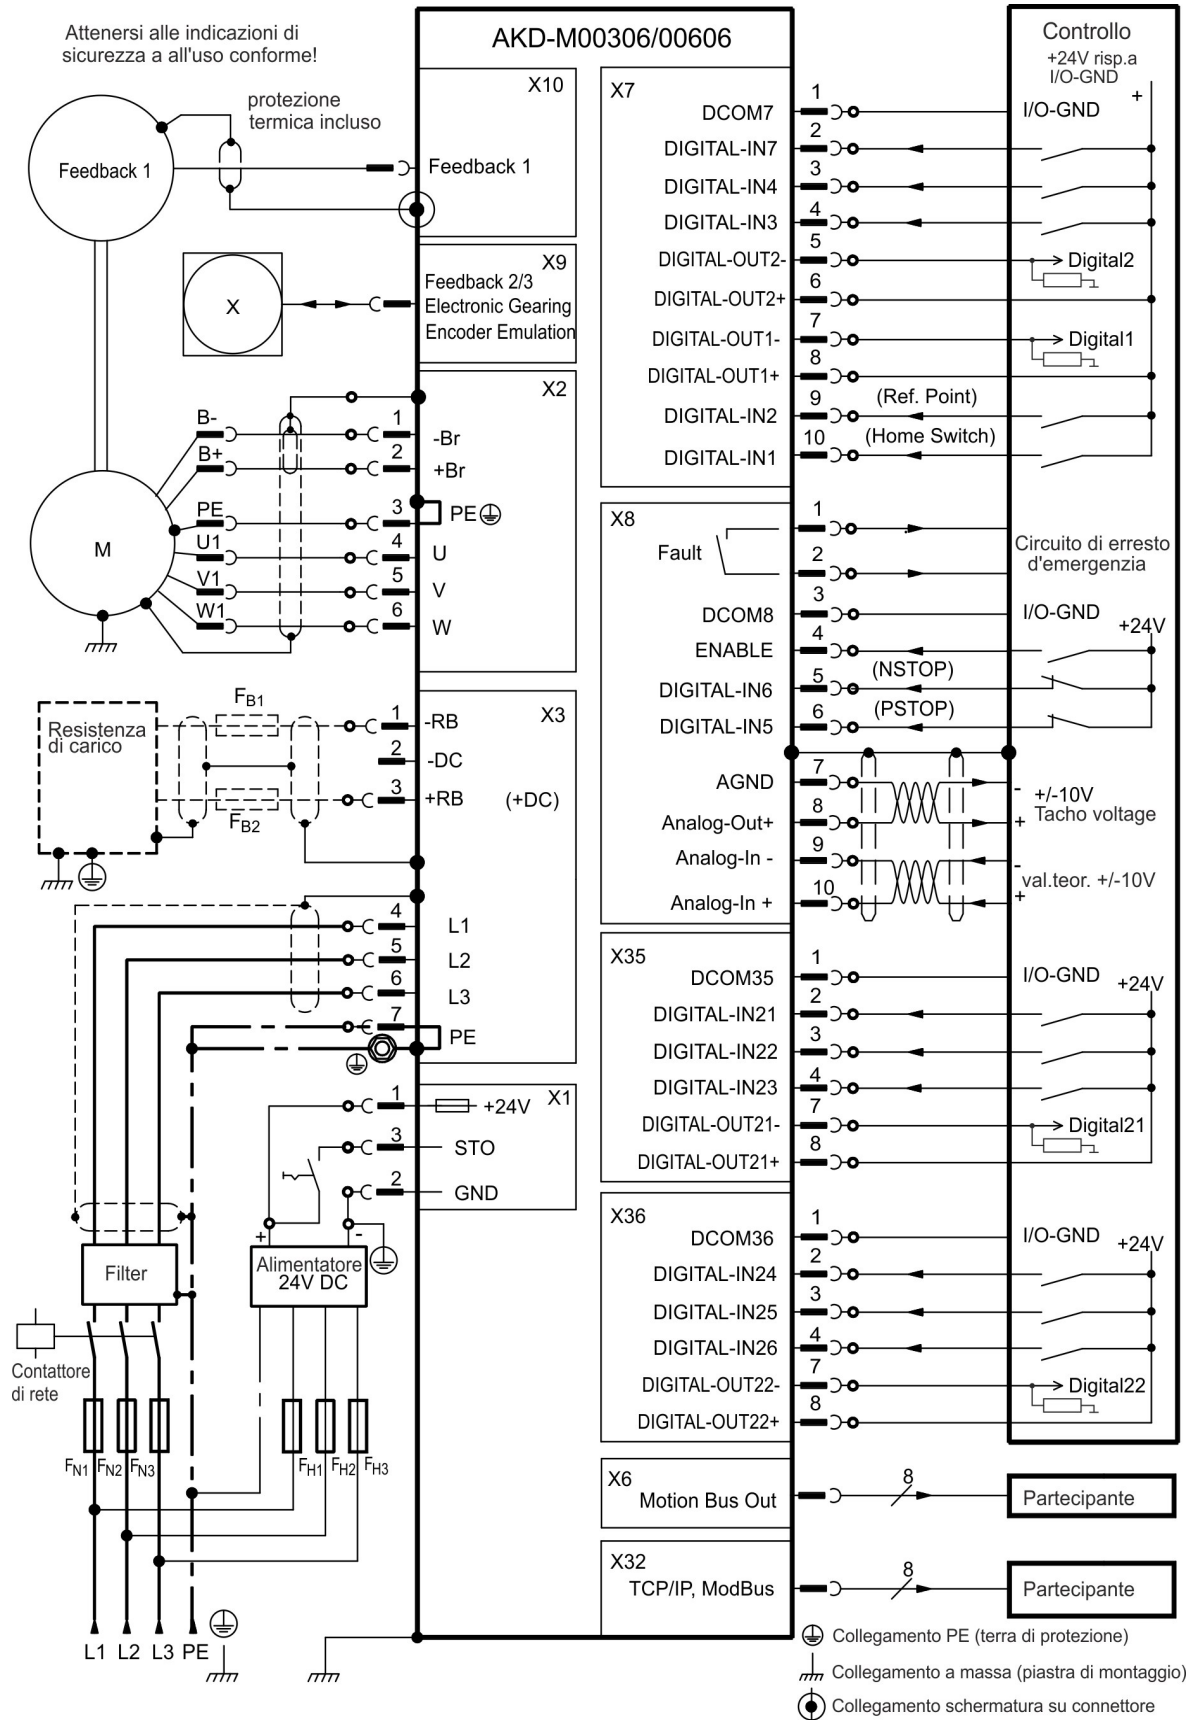 Attenersi alle indicazioni di
sicurezza a all'uso conforme!
AKD-M00306/00606
Controllo
+24V risp.a
I/O-GND
+
X10
protezione
termica incluso
Feedback 1
Feedback 1
X9
Feedback 2/3
Electronic Gearing
Encoder Emulation
X
X2
B-
1
-Br
B+
2
+Br
PE
3
PE
U1
4
U
V1
5
V
W1
6
W
M
X3
FB1
Resistenza
di carico
1
-RB
2
-DC
3
+RB
(+DC)
FB2
4
L1
5
L2
6
L3
7
PE
X1
1
+24V
3
STO
2
GND
+
-
Filter
Alimentatore
24V DC
Contattore
di rete
FN1
FN2
FN3
FH1
FH2
FH3
L1
L2
L3
PE
X7
DCOM7
1
I/O-GND
DIGITAL-IN7
2
DIGITAL-IN4
3
DIGITAL-IN3
4
DIGITAL-OUT2-
5
Digital2
DIGITAL-OUT2+
6
DIGITAL-OUT1-
7
Digital1
DIGITAL-OUT1+
8
DIGITAL-IN2
9
(Ref. Point)
DIGITAL-IN1
10
(Home Switch)
X8
Fault
1
2
Circuito di erresto
d'emergenzia
DCOM8
3
I/O-GND
+24V
ENABLE
4
DIGITAL-IN6
5
(NSTOP)
DIGITAL-IN5
6
(PSTOP)
AGND
7
-
+/-10V
Tacho voltage
Analog-Out+
8
+
Analog-In -
9
-
val.teor. +/-10V
Analog-In +
10
+
X35
DCOM35
1
I/O-GND
+24V
DIGITAL-IN21
2
DIGITAL-IN22
3
DIGITAL-IN23
4
DIGITAL-OUT21-
7
Digital21
DIGITAL-OUT21+
8
X36
DCOM36
1
I/O-GND
+24V
DIGITAL-IN24
2
DIGITAL-IN25
3
DIGITAL-IN26
4
DIGITAL-OUT22-
7
Digital22
DIGITAL-OUT22+
8
X6
Motion Bus Out
8
Partecipante
X32
TCP/IP, ModBus
8
Partecipante
Collegamento PE (terra di protezione)
Collegamento a massa (piastra di montaggio)
Collegamento schermatura su connettore